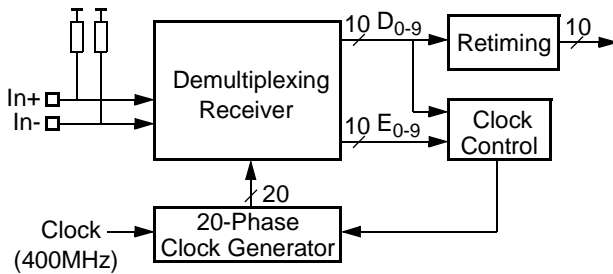 10 D0-9
Retiming
10
Demultiplexing
Receiver
In+
In-
10 E0-9
Clock
Control
20
Clock
(400MHz)
20-Phase
Clock Generator